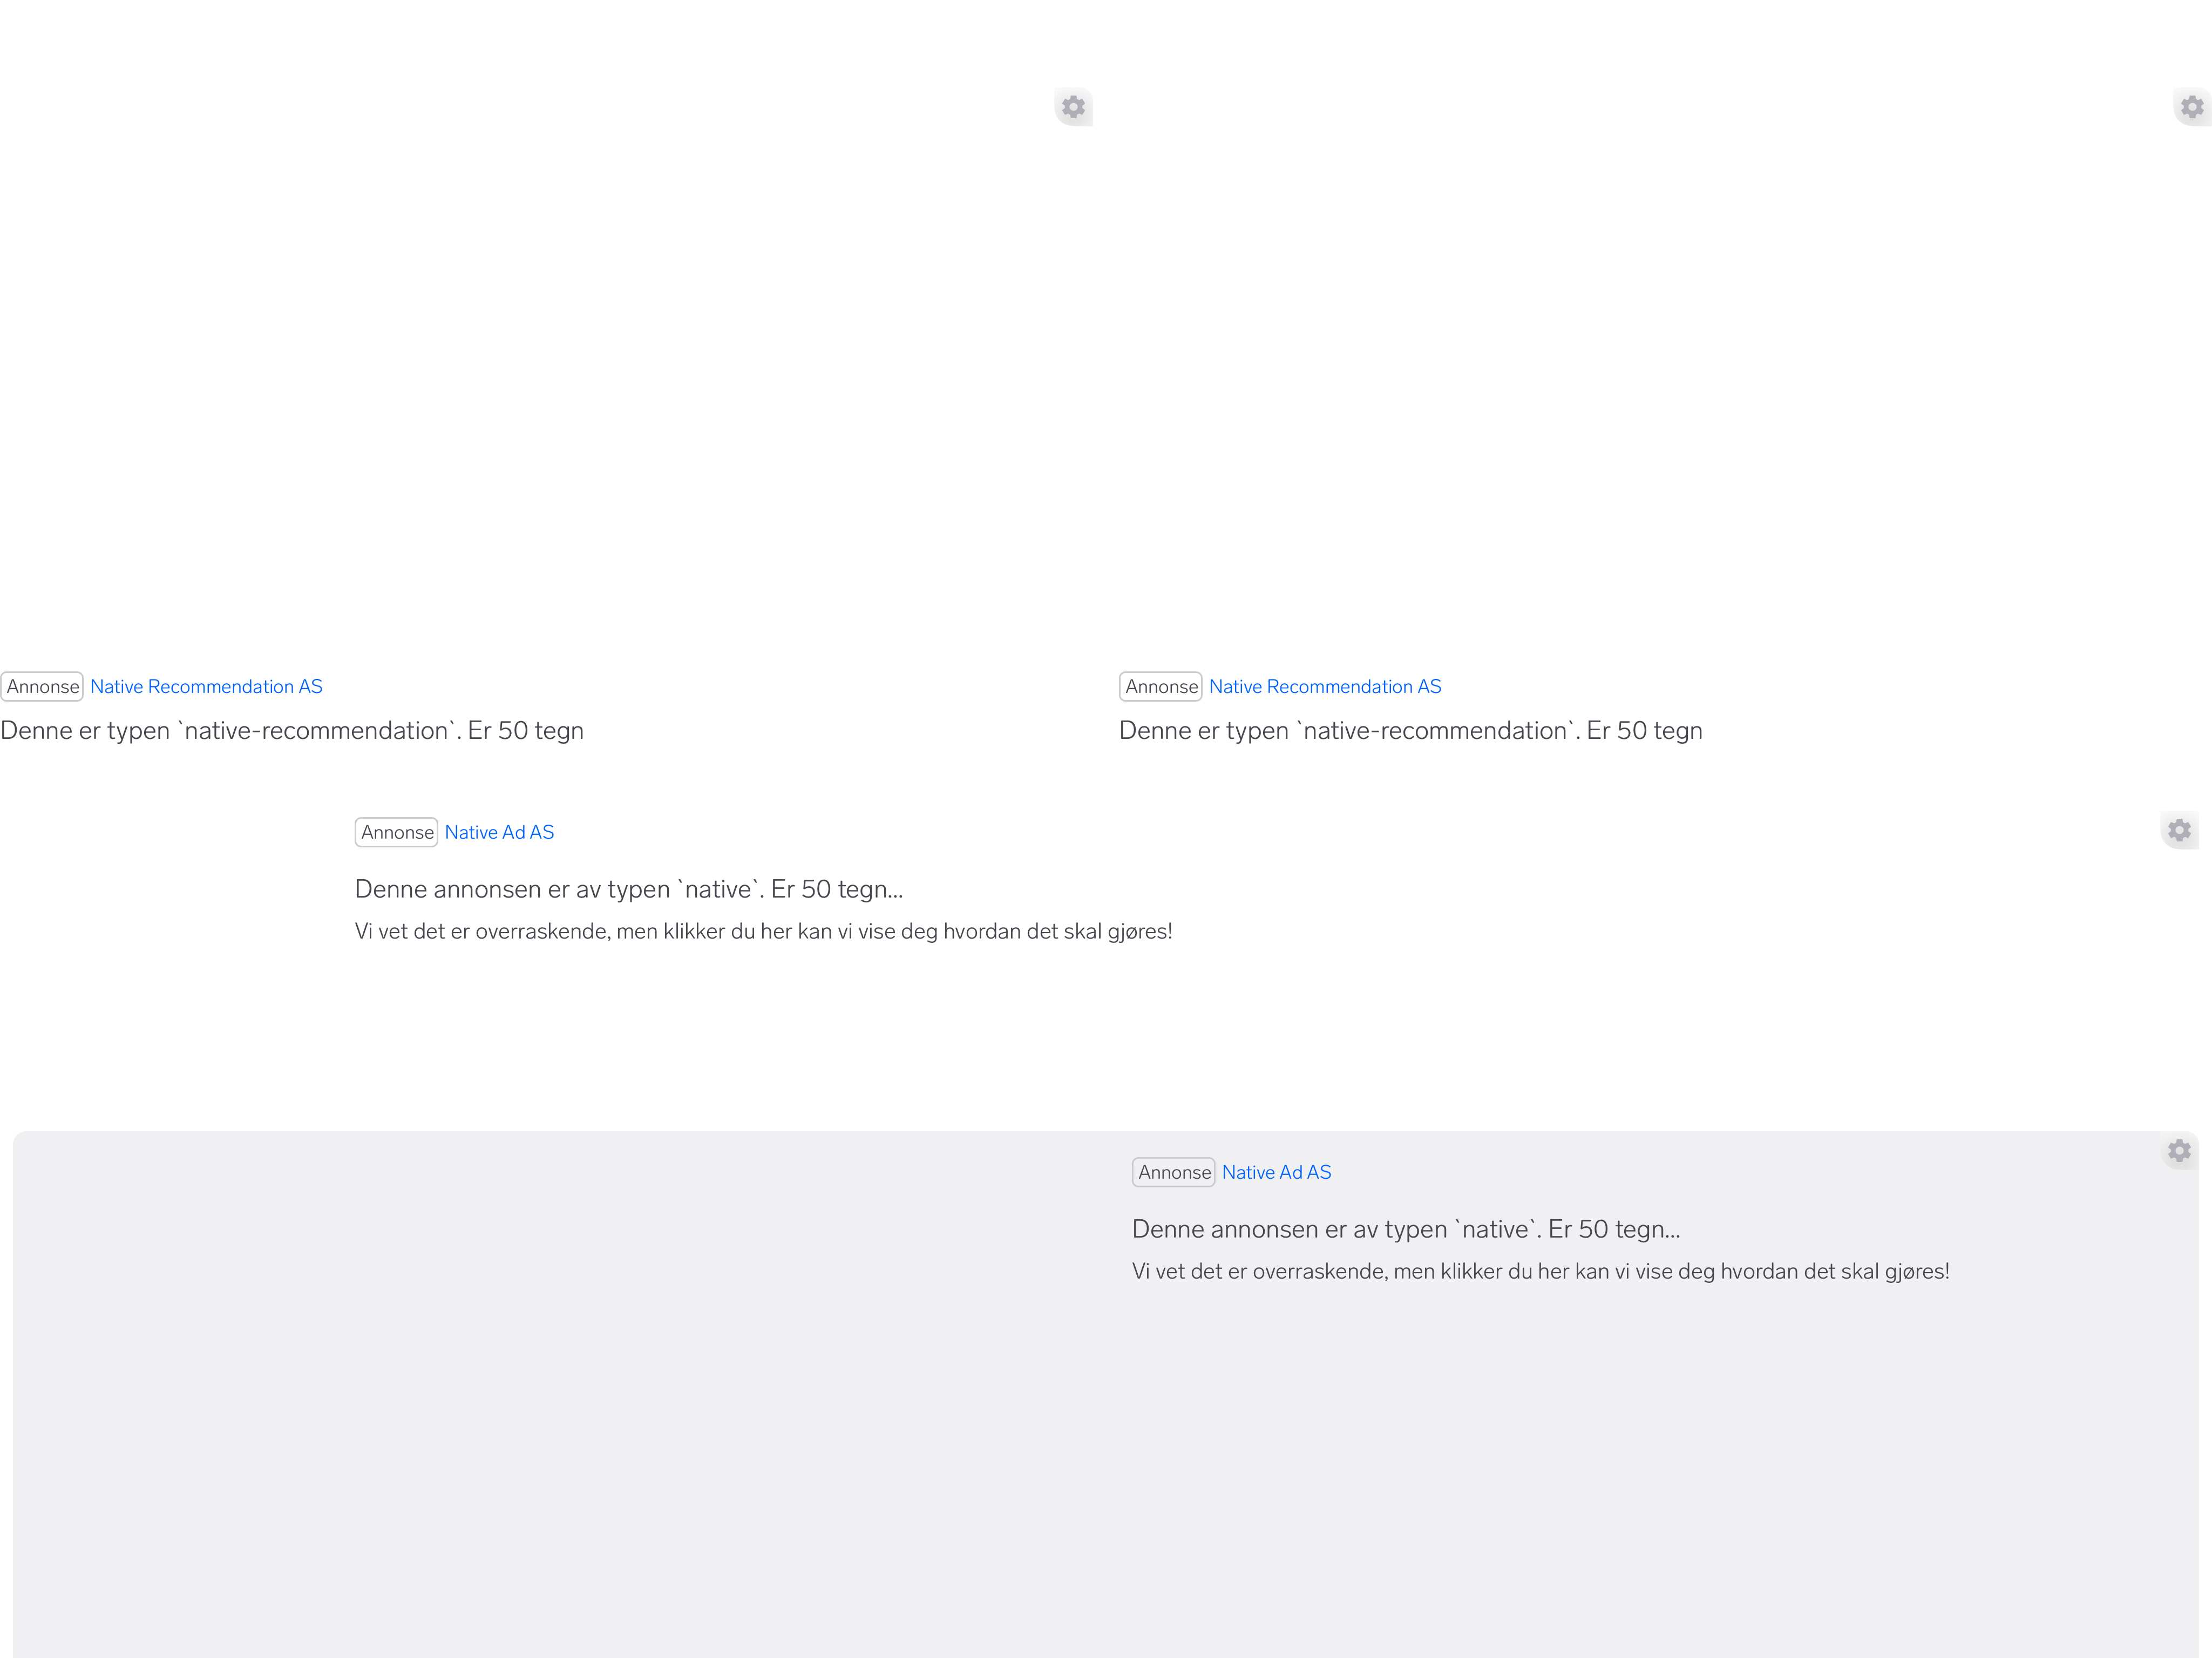 Annonse Native Recommendation AS
Denne er typen `native-recommendation`. Er 50 tegn
Annonse Native Recommendation AS
Denne er typen `native-recommendation`. Er 50 tegn
Annonse Native Ad AS
Denne annonsen er av typen `native`. Er 50 tegn...
Vi vet det er overraskende, men klikker du her kan vi vise deg hvordan det skal gjøres!
Annonse Native Ad AS
Denne annonsen er av typen `native`. Er 50 tegn...
Vi vet det er overraskende, men klikker du her kan vi vise deg hvordan det skal gjøres!